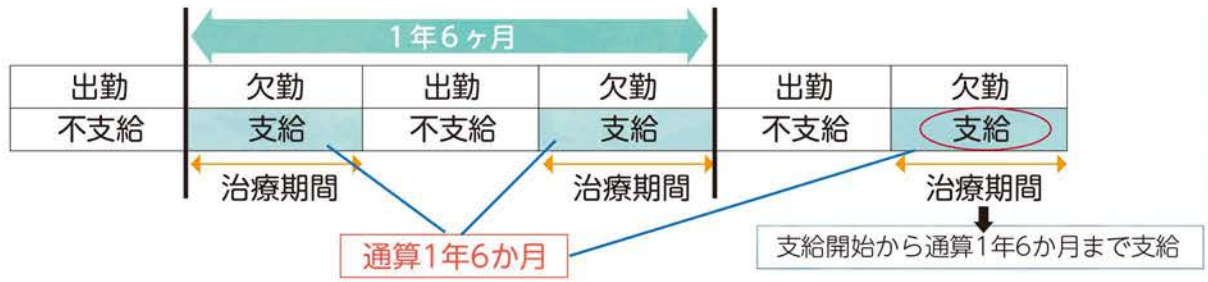 1年6ヶ月
出勤 欠勤 出勤 欠勤 出勤 欠勤
不支給 支給 不支給 支給 不支給 支給
治療期間 治療期間 治療期間
通算1年6か月
支給開始から通算1年6か月まで支給